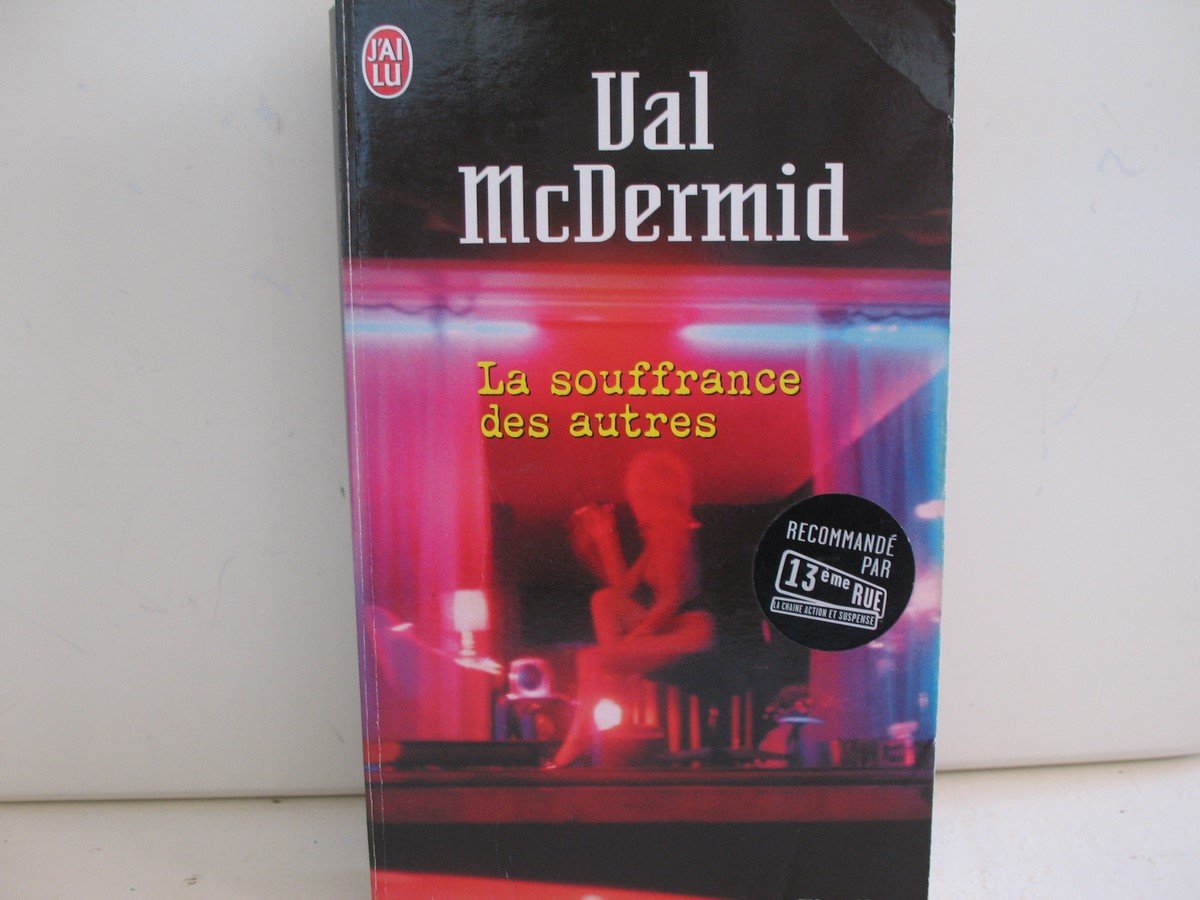 J'AI
LU
Val
McDermid
La souffrance
des autres
RECOMMANDÉ
PAR
13ème RUE
LA CHAINE ACTION ET SUSPENSE